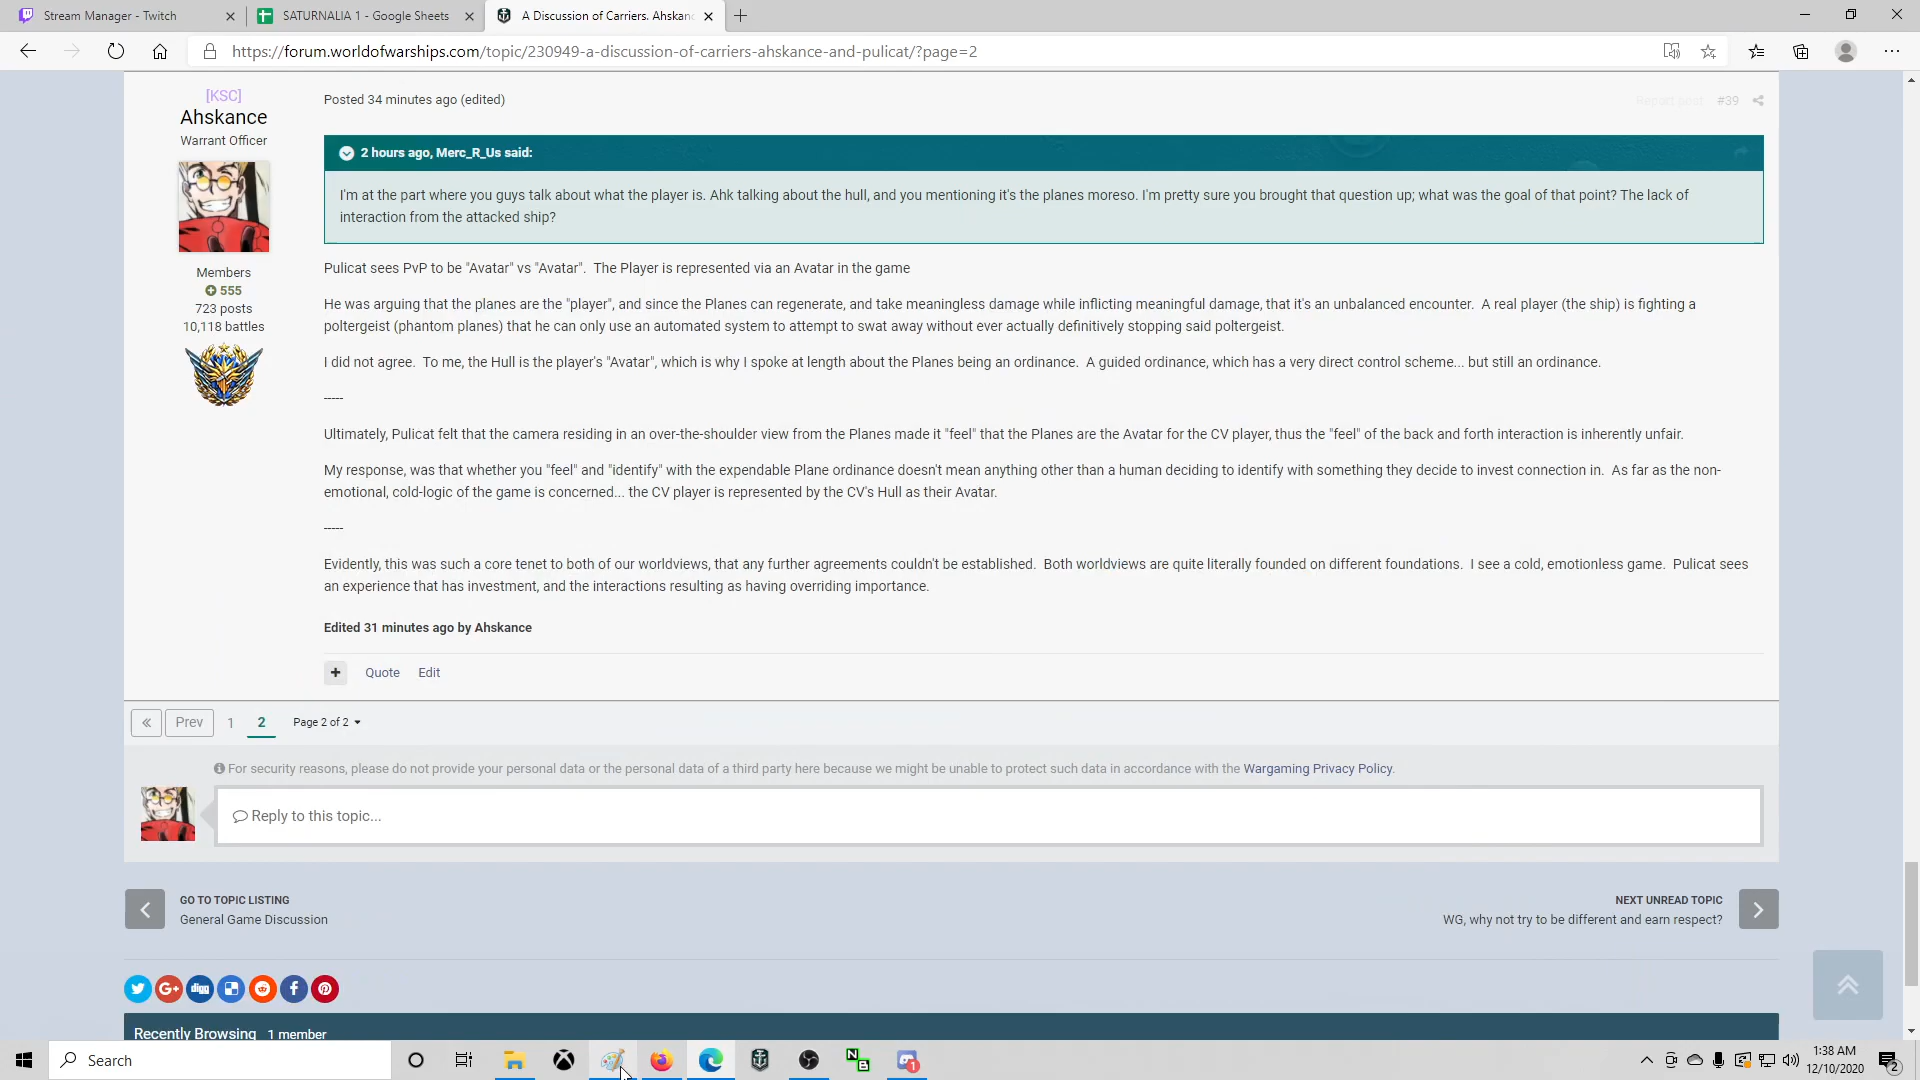 Stream Manager - Twitch
SATURNALIA 1 - Google Sheets
A Discussion of Carriers. Ahskanc
https://forum.worldofwarships.com/topic/230949-a-discussion-of-carriers-ahskance-and-pulicat/?page=2
[KSC]
Ahskance
Warrant Officer
Members
555
723 posts
10,118 battles
Posted 34 minutes ago (edited)
Report post
#39
2 hours ago, Merc_R_Us said:
I'm at the part where you guys talk about what the player is. Ahk talking about the hull, and you mentioning it's the planes moreso. I'm pretty sure you brought that question up; what was the goal of that point? The lack of
interaction from the attacked ship?
Pulicat sees PvP to be "Avatar" vs "Avatar". The Player is represented via an Avatar in the game
He was arguing that the planes are the "player", and since the Planes can regenerate, and take meaningless damage while inflicting meaningful damage, that it's an unbalanced encounter. A real player (the ship) is fighting a
poltergeist (phantom planes) that he can only use an automated system to attempt to swat away without ever actually definitively stopping said poltergeist.
I did not agree. To me, the Hull is the player's "Avatar", which is why I spoke at length about the Planes being an ordinance. A guided ordinance, which has a very direct control scheme... but still an ordinance.
-----
Ultimately, Pulicat felt that the camera residing in an over-the-shoulder view from the Planes made it "feel" that the Planes are the Avatar for the CV player, thus the "feel" of the back and forth interaction is inherently unfair.
My response, was that whether you "feel" and "identify" with the expendable Plane ordinance doesn't mean anything other than a human deciding to identify with something they decide to invest connection in. As far as the non-
emotional, cold-logic of the game is concerned... the CV player is represented by the CV's Hull as their Avatar.
-----
Evidently, this was such a core tenet to both of our worldviews, that any further agreements couldn't be established. Both worldviews are quite literally founded on different foundations. I see a cold, emotionless game. Pulicat sees
an experience that has investment, and the interactions resulting as having overriding importance.
Edited 31 minutes ago by Ahskance
+ Quote Edit
« Prev 1 2 Page 2 of 2
For security reasons, please do not provide your personal data or the personal data of a third party here because we might be unable to protect such data in accordance with the Wargaming Privacy Policy.
Reply to this topic...
GO TO TOPIC LISTING
General Game Discussion
NEXT UNREAD TOPIC
WG, why not try to be different and earn respect?
G+ digg
Recently Browsing 1 member
Search
N
B
1
1:38 AM
12/10/2020
2